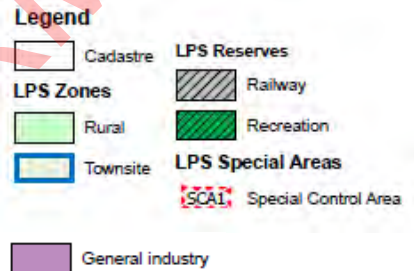 Legend
Cadastre
LPS Zones
Rural
Townsite
LPS Reserves
Railway
Recreation
LPS Special Areas
SCA1 Special Control Area
General industry